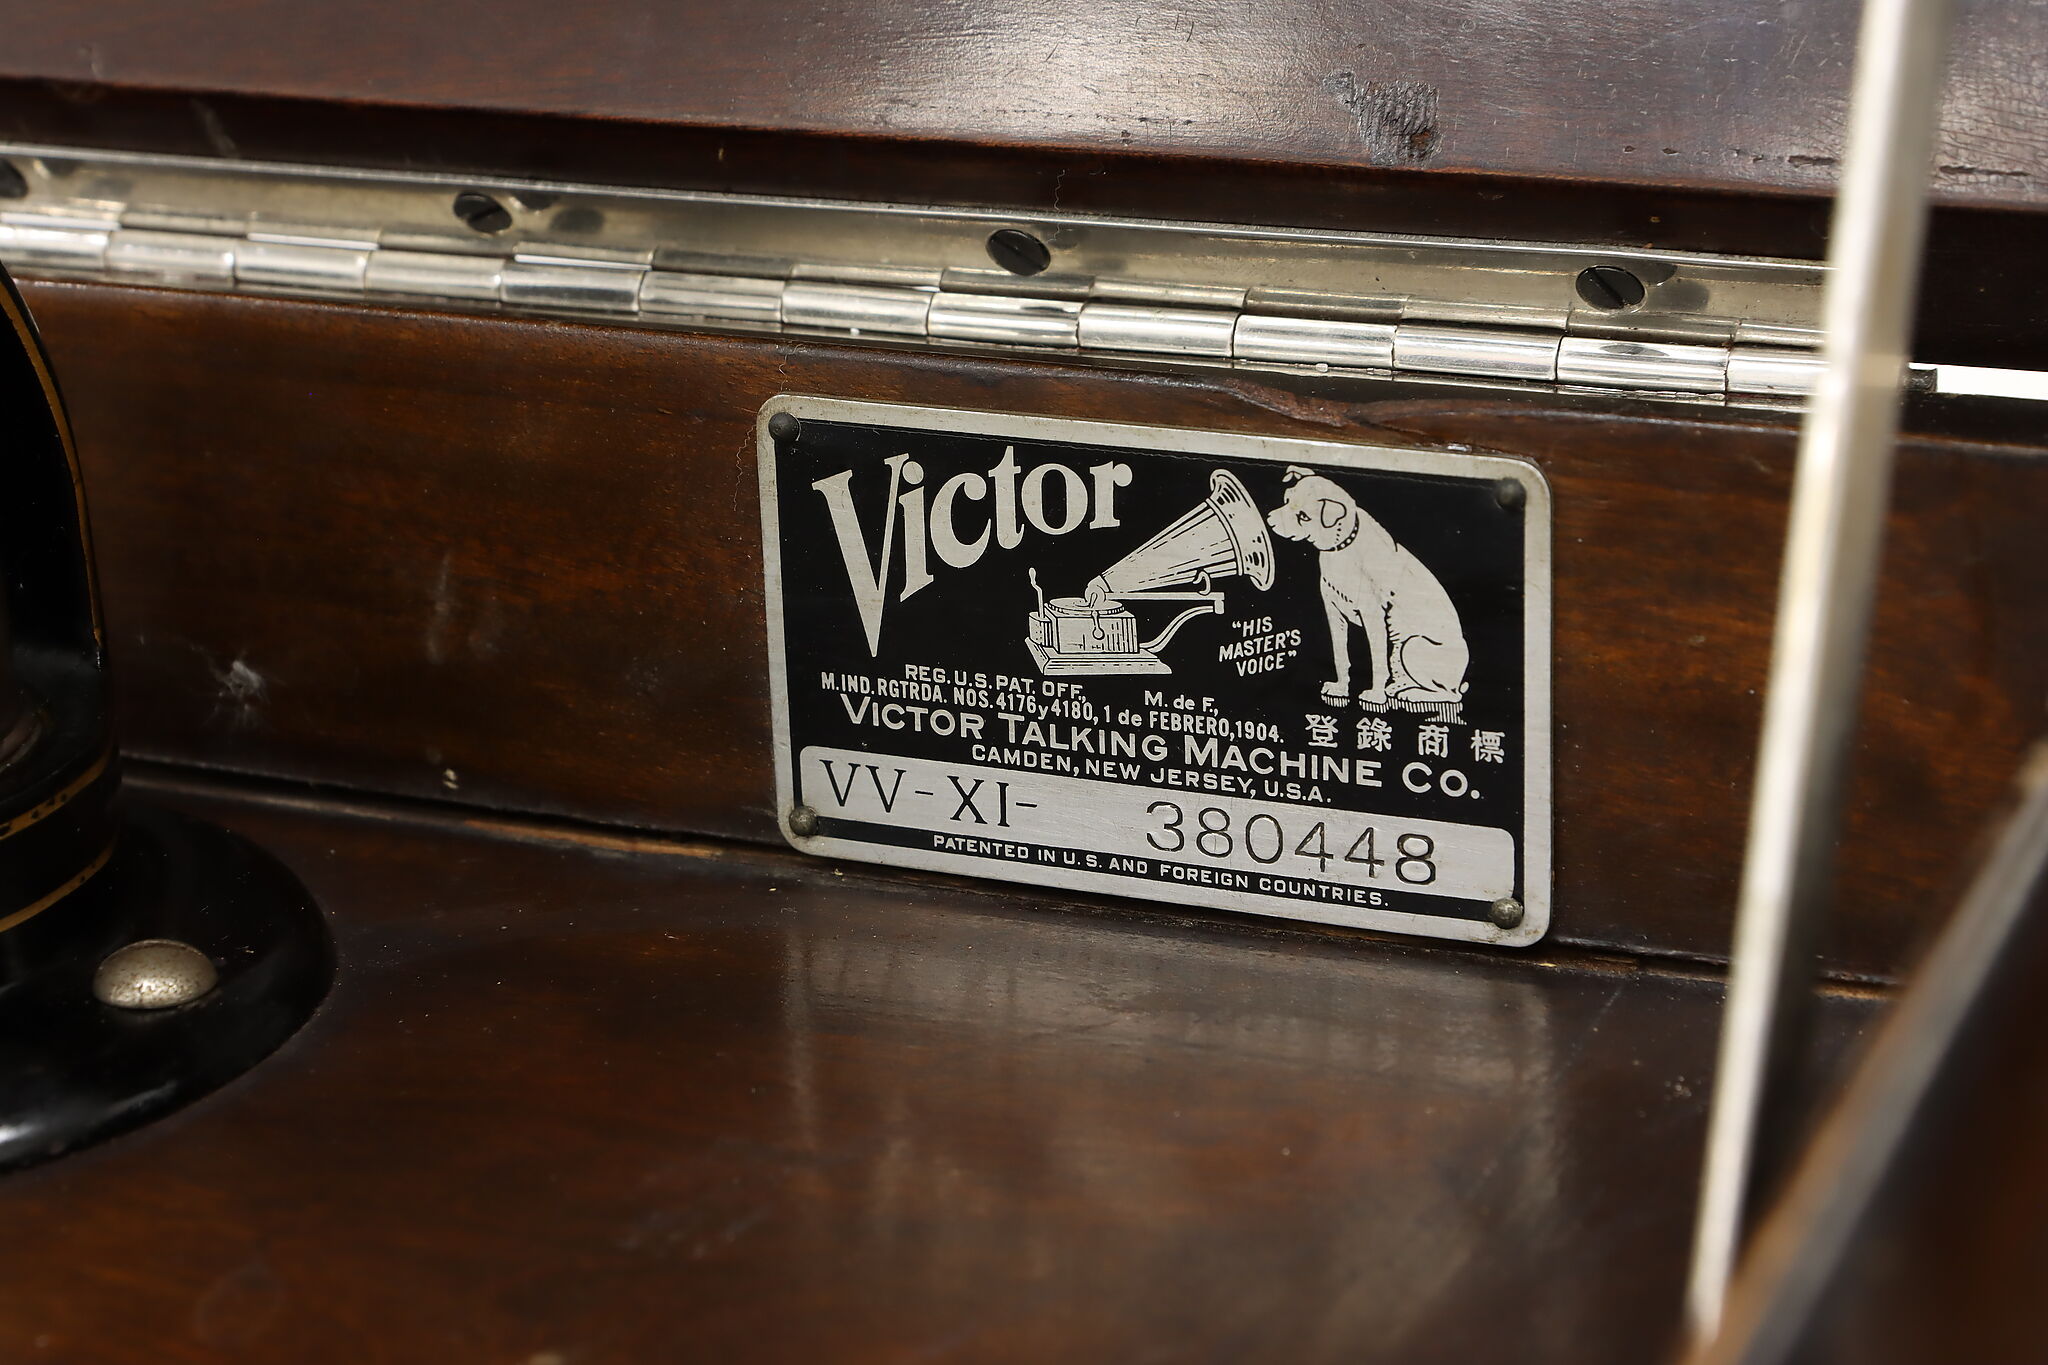 Victor
"HIS
MASTER'S
VOICE"
REG. U.S. PAT. OFF.,
M. de F.,
M. IND. RGTRDA. NOS. 4176 y 4180, 1 de FEBRERO, 1904.
登錄商標
VICTOR TALKING MACHINE CO.
CAMDEN, NEW JERSEY, U.S.A.
VV-XI- 380448
PATENTED IN U.S. AND FOREIGN COUNTRIES.